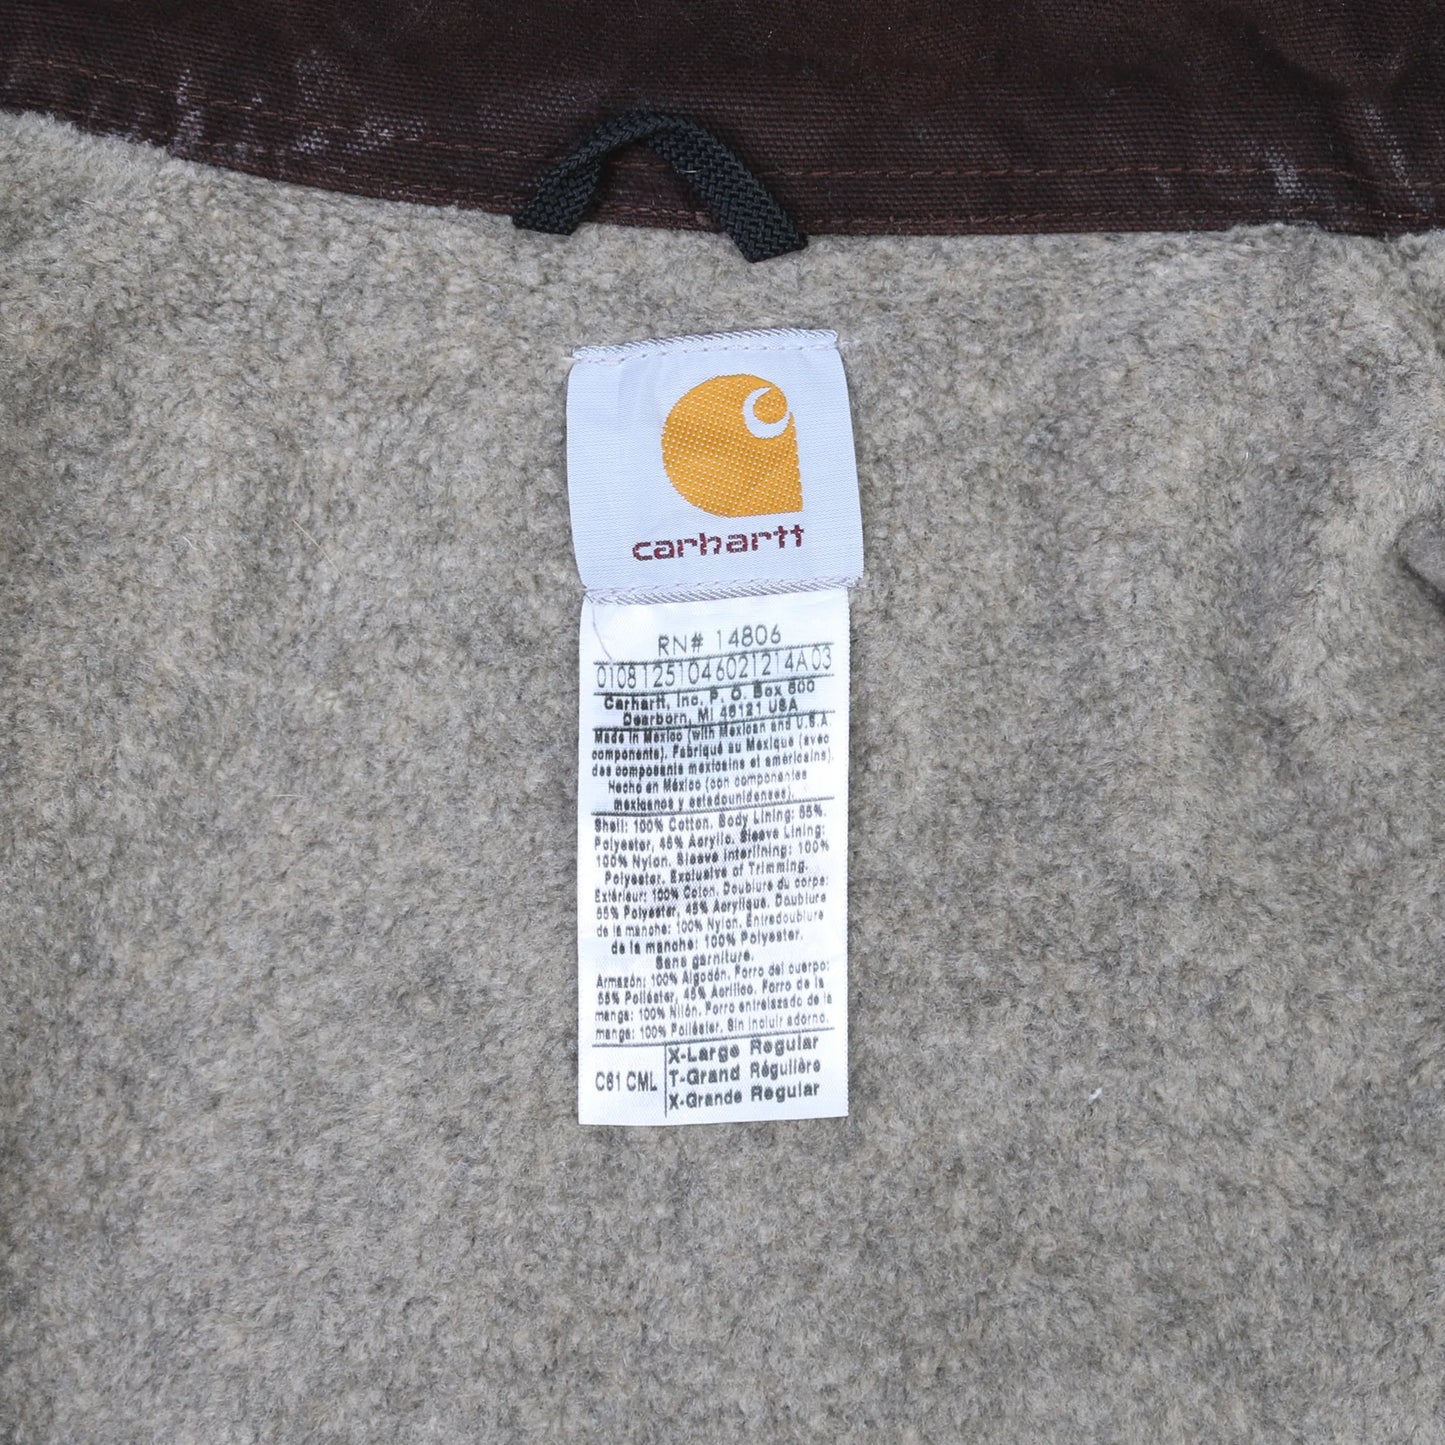 carhartt
RN# 14806
01081251046021214A03
Carhartt, Inc. P. O. Box 600
Dearborn, MI 48121 USA
Made in Mexico (with Mexican and U.S.A.
components). Fabriqué au Mexique (avec
des composants mexicains et américains).
Hecho en México (con componentes
mexicanos y estadounidenses).
Shell: 100% Cotton. Body Lining: 55%
Polyester, 45% Acrylic. Sleeve Lining:
100% Nylon. Sleeve Interlining: 100%
Polyester. Exclusive of Trimming.
Extérieur: 100% Coton. Doublure du corps:
55% Polyester, 45% Acrylique. Doublure
de la manche: 100% Nylon. Entredoublure
de la manche: 100% Polyester.
Sans garniture.
Armazón: 100% Algodón. Forro del cuerpo:
55% Poliéster, 45% Acrílico. Forro de la
manga: 100% Nilón. Forro entrelazado de la
manga: 100% Poliéster. Sin incluir adorno.
C61 CML
X-Large Regular
T-Grand Régulière
X-Grande Regular